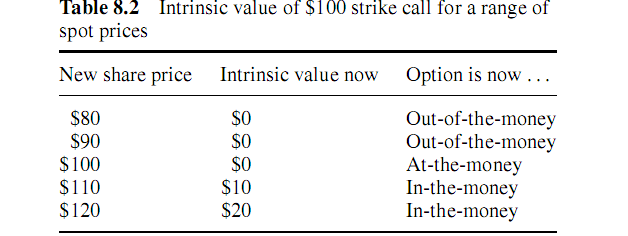 Table 8.2 Intrinsic value of $100 strike call for a range of
spot prices
New share price Intrinsic value now Option is now ...
$80 $0 Out-of-the-money
$90 $0 Out-of-the-money
$100 $0 At-the-money
$110 $10 In-the-money
$120 $20 In-the-money